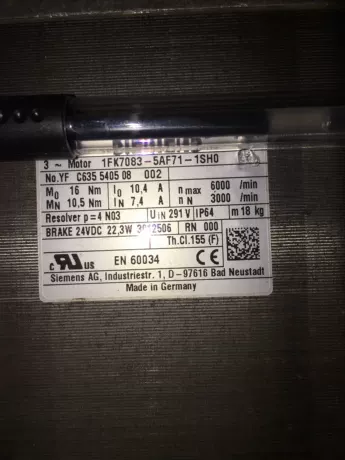 3 ~ Motor 1FK7083-5AF71-1SH0
No.YF C635 5405 08 002
M0 16 Nm I0 10,4 A n max 6000 /min
MN 10,5 Nm IN 7,4 A n N 3000 /min
Resolver p=4 N03 UIN 291 V IP64 m 18 kg
BRAKE 24VDC 22,3W RN 000
Th.Cl.155 (F)
c RU US EN 60034 CE
Siemens AG, Industriestr. 1, D-97616 Bad Neustadt
Made in Germany